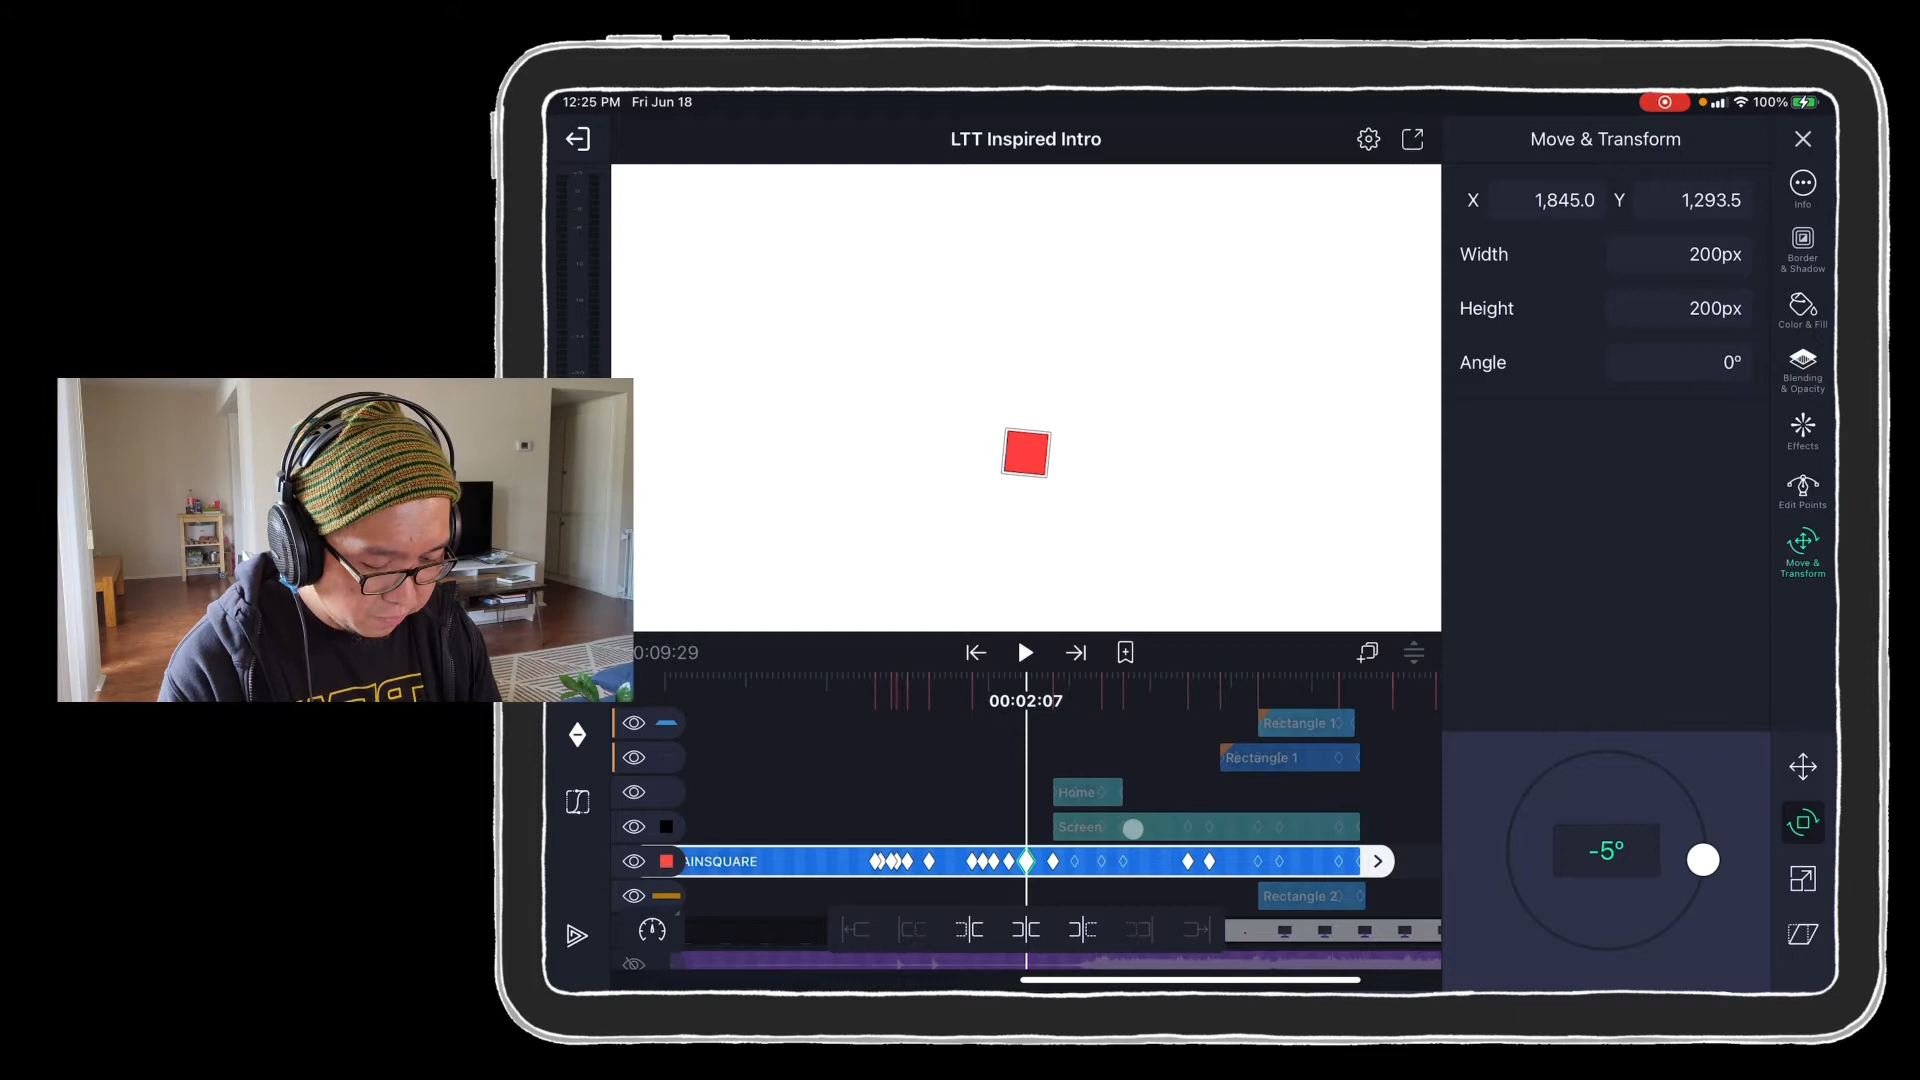 12:25 PM Fri Jun 18
100%
LTT Inspired Intro
Move & Transform
X 1,845.0 Y 1,293.5
Width 200px
Height 200px
Angle 0°
Info
Border
& Shadow
Color & Fill
Blending
& Opacity
Effects
Edit Points
Move &
Transform
0:09:29
00:02:07
Rectangle 1
Rectangle 1
Home
Screen
AINSQUARE
Rectangle 2
-5°